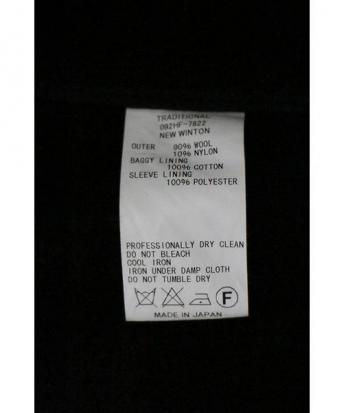 TRADITIONAL
092HF-7822
NEW WINTON
OUTER 90% WOOL
10% NYLON
BAGGY LINING
100% COTTON
SLEEVE LINING
100% POLYESTER
PROFESSIONALLY DRY CLEAN
DO NOT BLEACH
COOL IRON
IRON UNDER DAMP CLOTH
DO NOT TUMBLE DRY
F
MADE IN JAPAN